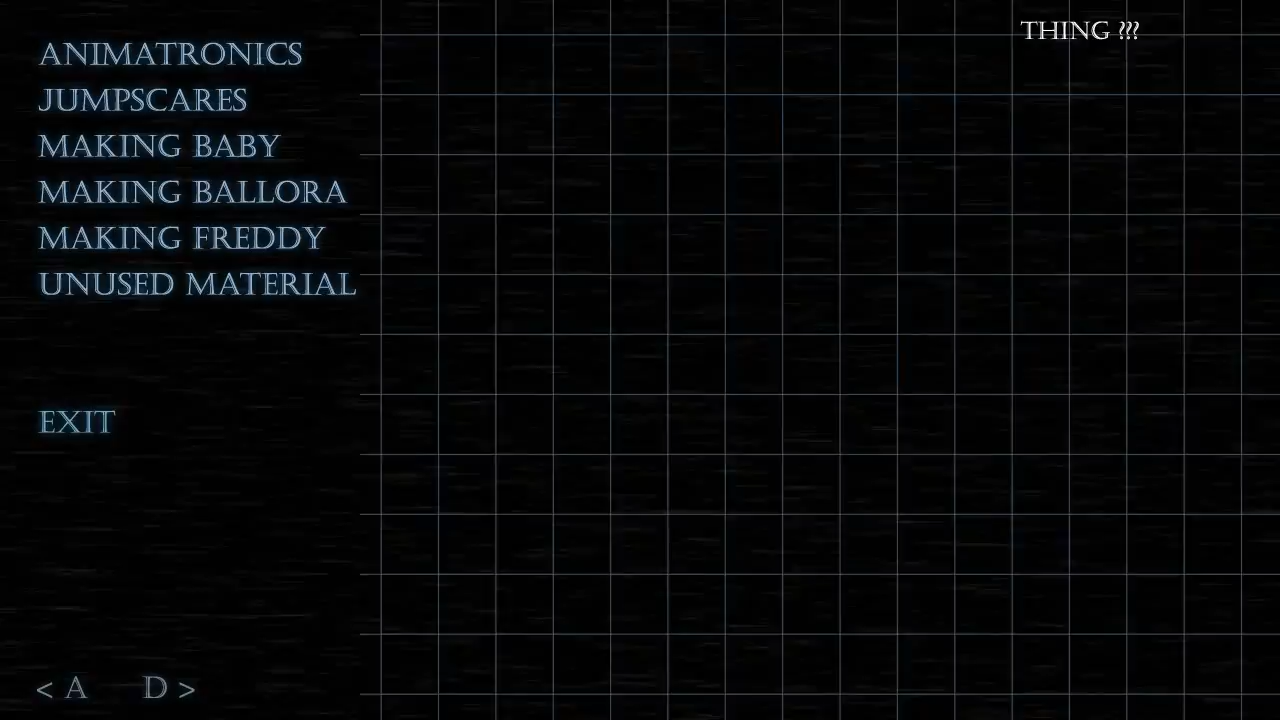 THING ???
ANIMATRONICS
JUMPSCARES
MAKING BABY
MAKING BALLORA
MAKING FREDDY
UNUSED MATERIAL
EXIT
< A D >